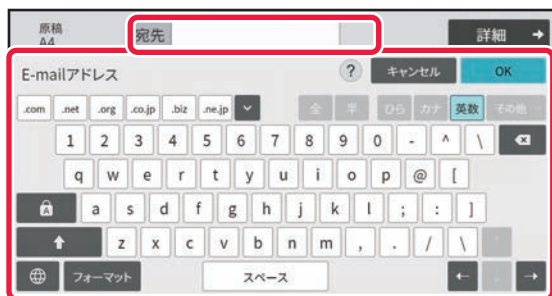 原稿 宛先 詳細 →
A4
E-mailアドレス ? キャンセル OK
.com .net .org .co.jp .biz .ne.jp 全 半 ひら カナ 英数 その他
1 2 3 4 5 6 7 8 9 0 - ^ \
q w e r t y u i o p @ [
A a s d f g h j k l ; : ]
z x c v b n m , . / \
フォーマット スペース ← ↓ →